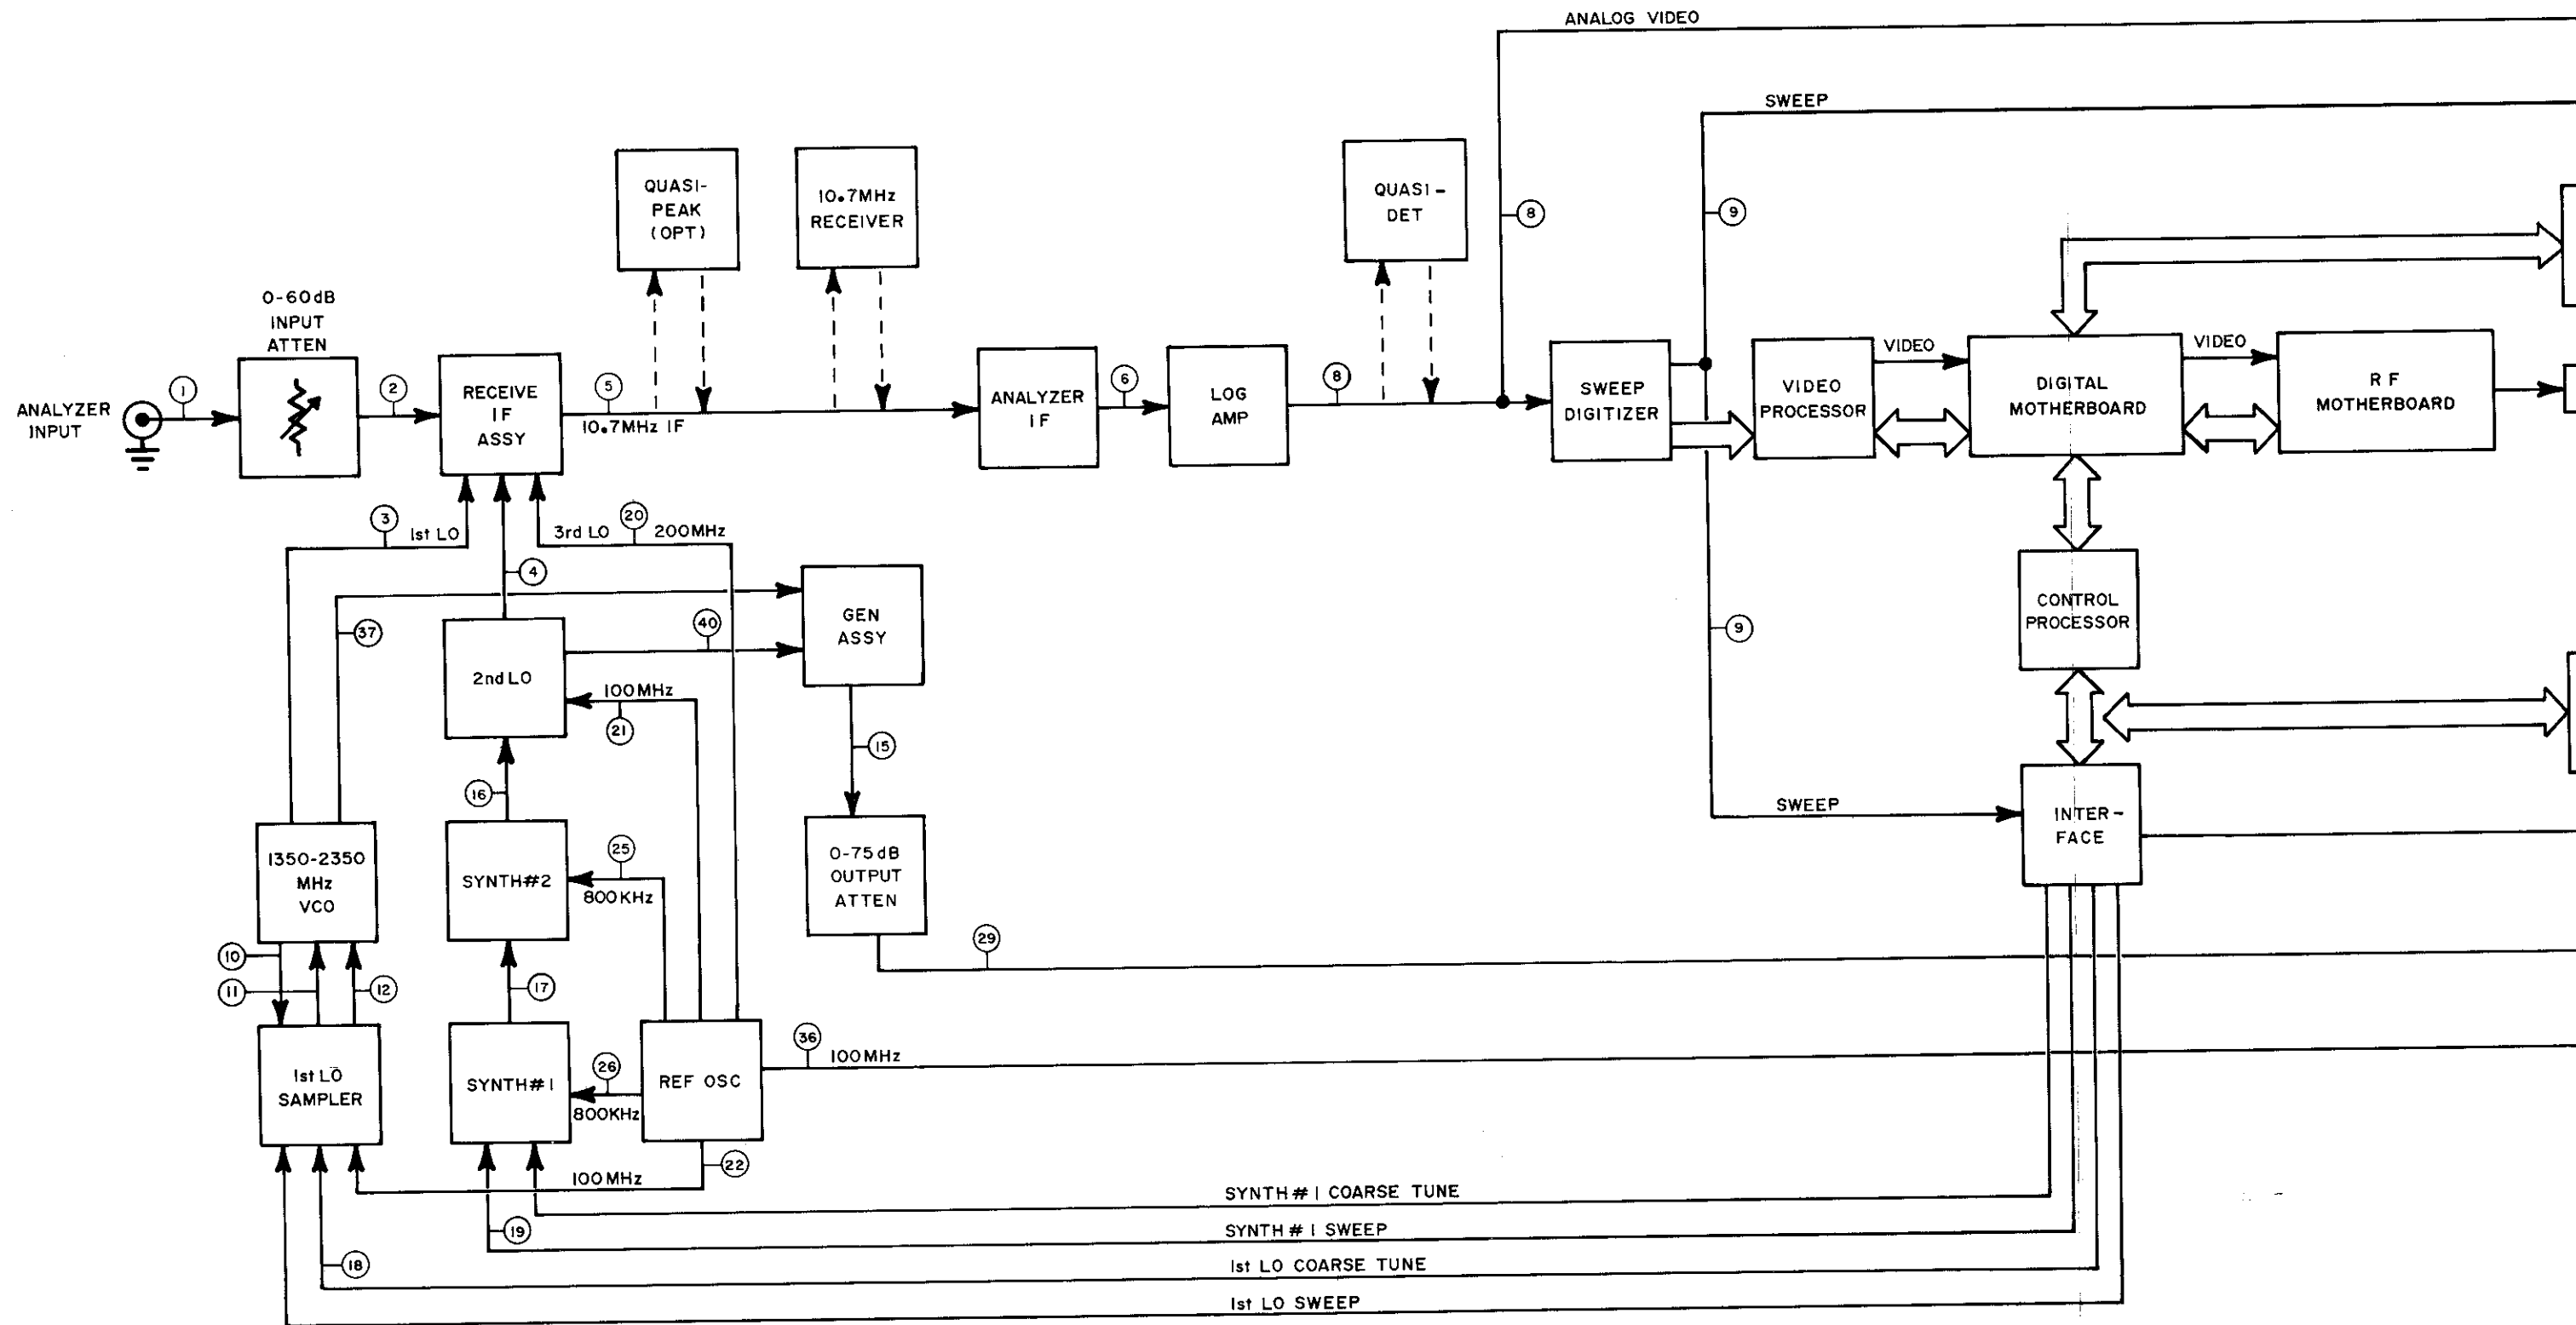 ANALOG VIDEO
SWEEP
QUASI-
PEAK
(OPT)
10.7MHz
RECEIVER
QUASI-
DET
8
9
0-60dB
INPUT
ATTEN
ANALYZER
INPUT
1
2
RECEIVE
IF
ASSY
5
10.7MHz IF
ANALYZER
IF
6
LOG
AMP
8
SWEEP
DIGITIZER
VIDEO
PROCESSOR
VIDEO
DIGITAL
MOTHERBOARD
VIDEO
RF
MOTHERBOARD
3
1st LO
3rd LO
20
200MHz
4
37
40
GEN
ASSY
2nd LO
100MHz
21
15
9
CONTROL
PROCESSOR
SWEEP
INTER-
FACE
16
1350-2350
MHz
VCO
SYNTH#2
25
800KHz
0-75dB
OUTPUT
ATTEN
29
10
11
12
17
1st LO
SAMPLER
SYNTH#1
26
800KHz
REF OSC
36
100MHz
22
100MHz
SYNTH#1 COARSE TUNE
19
SYNTH#1 SWEEP
18
1st LO COARSE TUNE
1st LO SWEEP